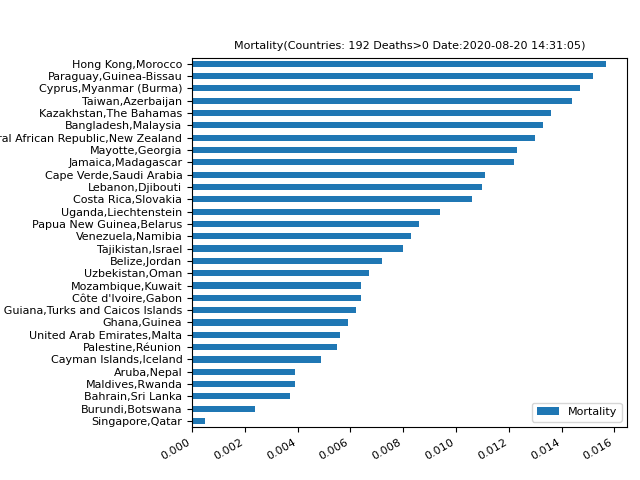 Mortality(Countries: 192 Deaths>0 Date:2020-08-20 14:31:05)
Hong Kong,Morocco
Paraguay,Guinea-Bissau
Cyprus,Myanmar (Burma)
Taiwan,Azerbaijan
Kazakhstan,The Bahamas
Bangladesh,Malaysia
African Republic,New Zealand
Mayotte,Georgia
Jamaica,Madagascar
Cape Verde,Saudi Arabia
Lebanon,Djibouti
Costa Rica,Slovakia
Uganda,Liechtenstein
Papua New Guinea,Belarus
Venezuela,Namibia
Tajikistan,Israel
Belize,Jordan
Uzbekistan,Oman
Mozambique,Kuwait
Côte d'Ivoire,Gabon
Guiana,Turks and Caicos Islands
Ghana,Guinea
United Arab Emirates,Malta
Palestine,Réunion
Cayman Islands,Iceland
Aruba,Nepal
Maldives,Rwanda
Bahrain,Sri Lanka
Burundi,Botswana
Singapore,Qatar
Mortality
0.000 0.002 0.004 0.006 0.008 0.010 0.012 0.014 0.016